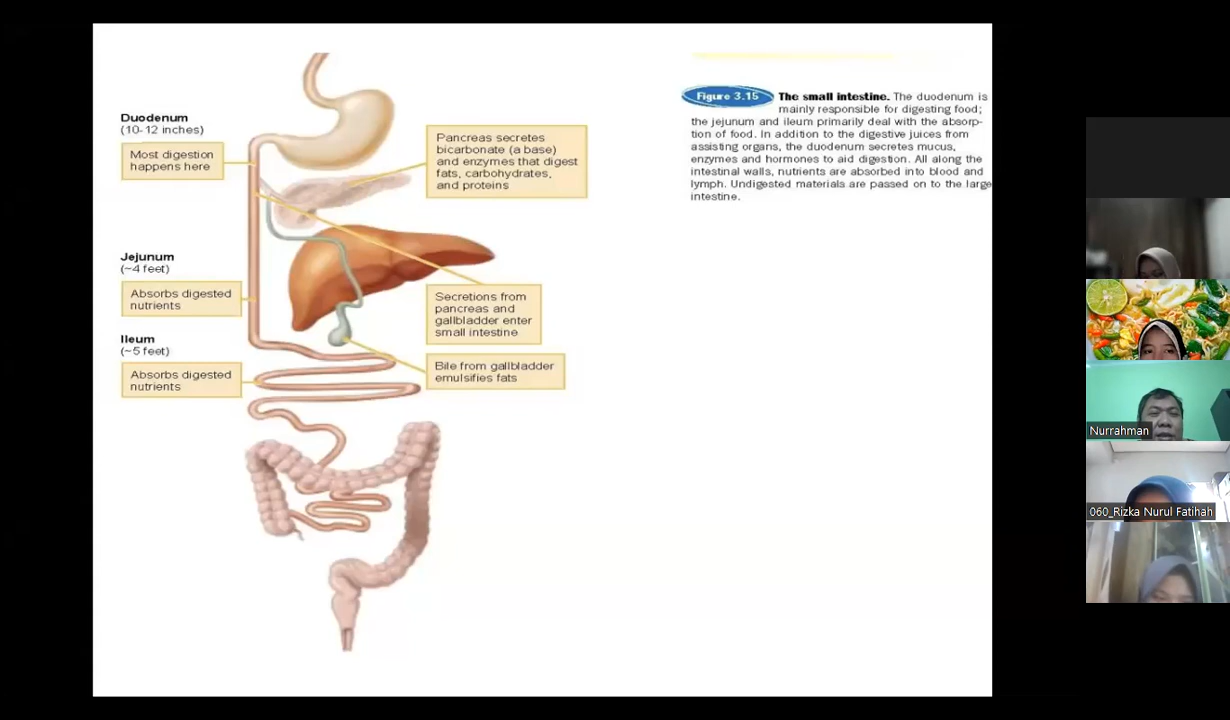 Duodenum
(10-12 inches)
Most digestion
happens here
Pancreas secretes
bicarbonate (a base)
and enzymes that digest
fats, carbohydrates,
and proteins
Jejunum
(~4 feet)
Absorbs digested
nutrients
Secretions from
pancreas and
gallbladder enter
small intestine
Ileum
(~5 feet)
Absorbs digested
nutrients
Bile from gallbladder
emulsifies fats
Figure 3.15 The small intestine. The duodenum is
mainly responsible for digesting food;
the jejunum and ileum primarily deal with the absorp-
tion of food. In addition to the digestive juices from
assisting organs, the duodenum secretes mucus,
enzymes and hormones to aid digestion. All along the
intestinal walls, nutrients are absorbed into blood and
lymph. Undigested materials are passed on to the large
intestine.
Nurrahman
060_Rizka Nurul Fatihah